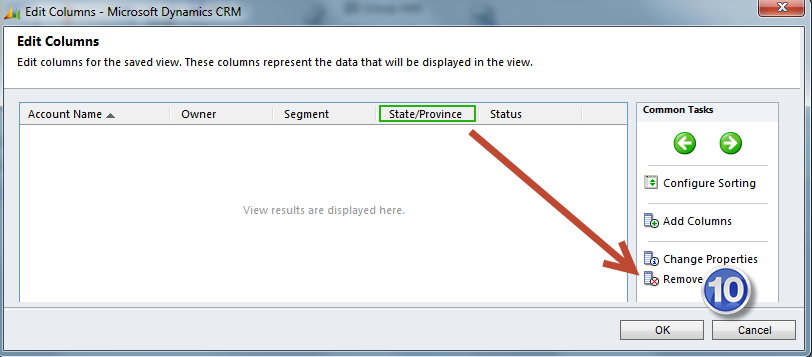 Edit Columns - Microsoft Dynamics CRM
Edit Columns
Edit columns for the saved view. These columns represent the data that will be displayed in the view.
Account Name Owner Segment State/Province Status
View results are displayed here.
Common Tasks
Configure Sorting
Add Columns
Change Properties
Remove
10
OK Cancel